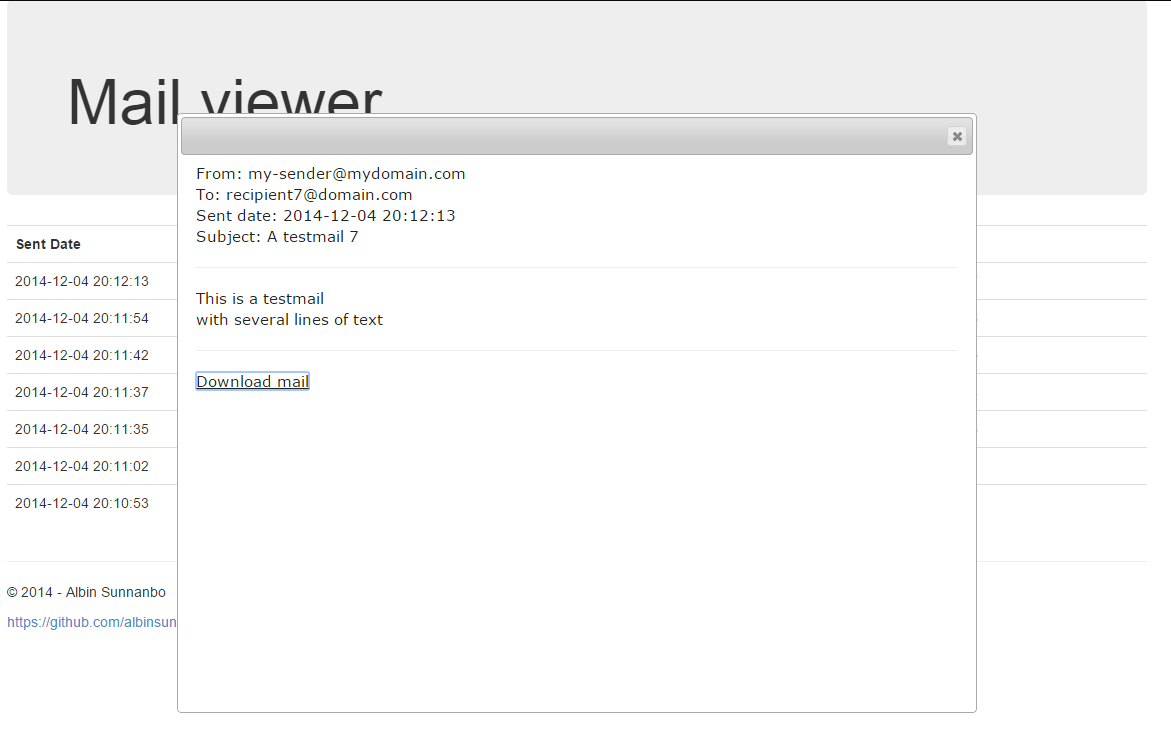 Mail viewer
From: my-sender@mydomain.com
To: recipient7@domain.com
Sent date: 2014-12-04 20:12:13
Subject: A testmail 7
This is a testmail
with several lines of text
Download mail
Sent Date
2014-12-04 20:12:13
2014-12-04 20:11:54
2014-12-04 20:11:42
2014-12-04 20:11:37
2014-12-04 20:11:35
2014-12-04 20:11:02
2014-12-04 20:10:53
© 2014 - Albin Sunnanbo
https://github.com/albinsun